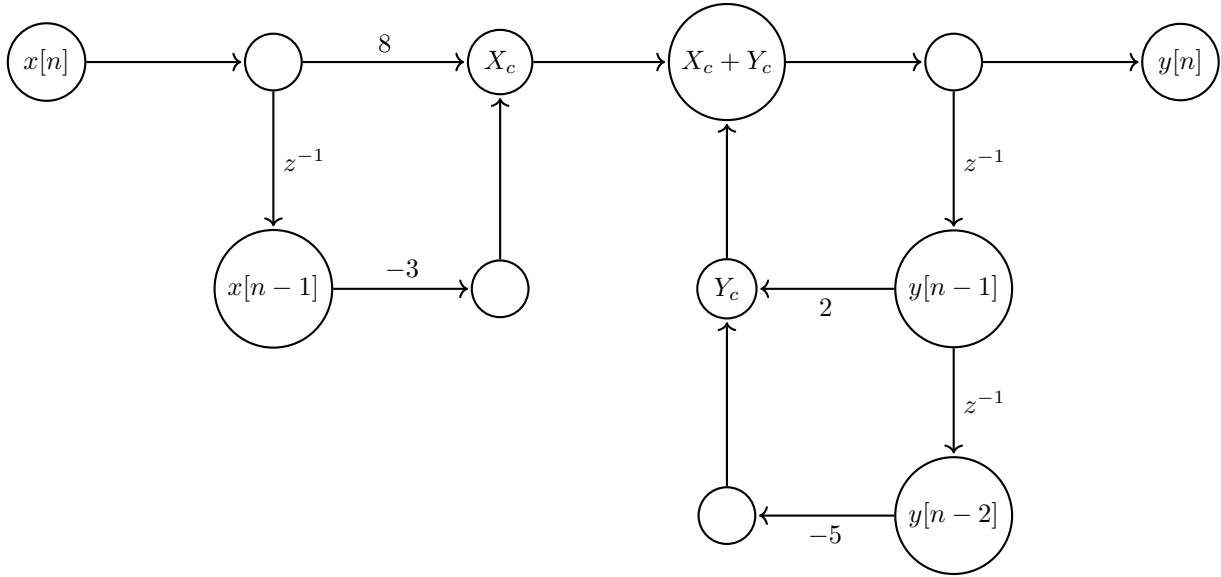 x[n]
8
X_c
X_c + Y_c
y[n]
z^{-1}
z^{-1}
x[n − 1]
−3
Y_c
2
y[n − 1]
z^{-1}
−5
y[n − 2]